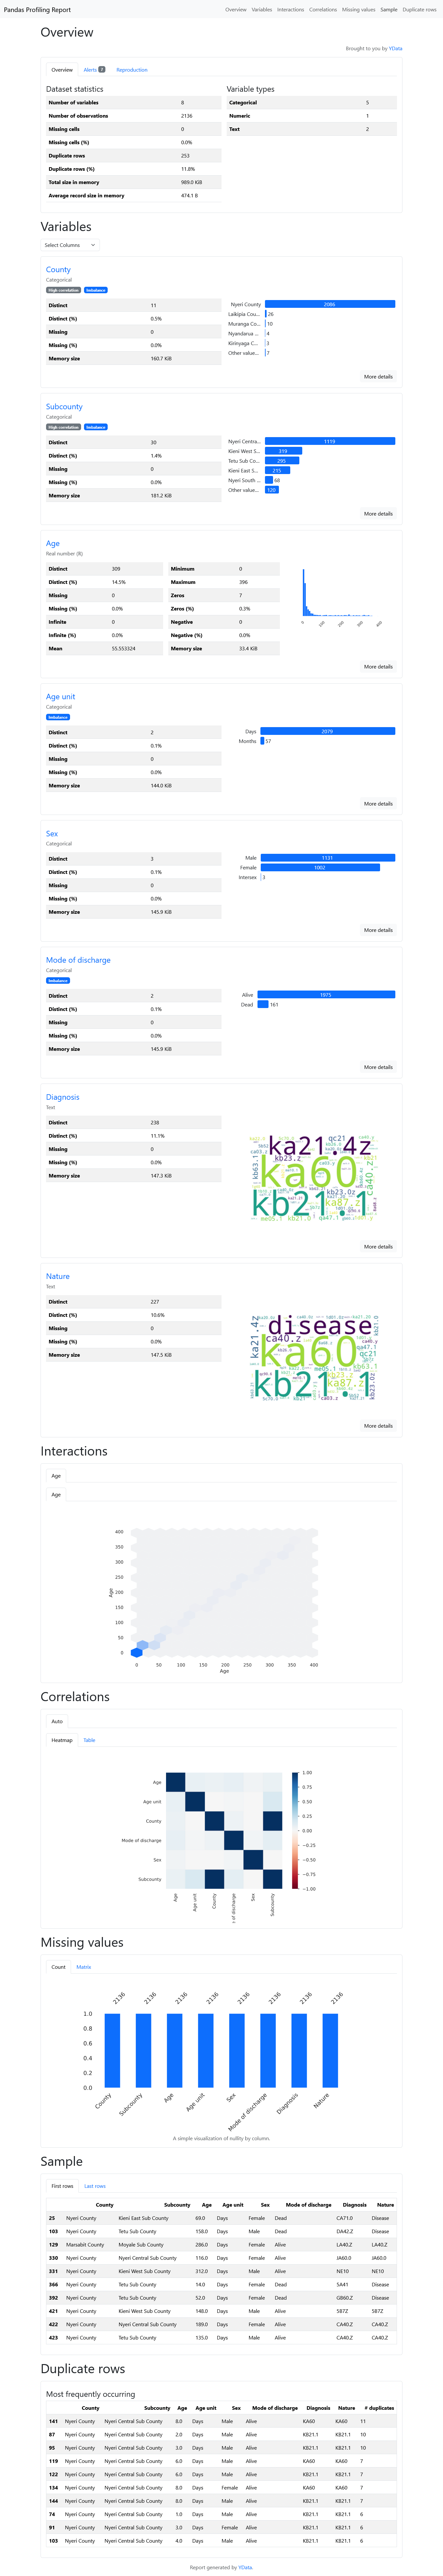 Pandas Profiling Report
Overview Variables Interactions Correlations Missing values Sample Duplicate rows
Overview
Brought to you by YData
Overview Alerts 7 Reproduction
Dataset statistics
Number of variables 8
Number of observations 2136
Missing cells 0
Missing cells (%) 0.0%
Duplicate rows 253
Duplicate rows (%) 11.8%
Total size in memory 989.0 KiB
Average record size in memory 474.1 B
Variable types
Categorical 5
Numeric 1
Text 2
Variables
Select Columns
County
Categorical
High correlation Imbalance
Distinct 11
Distinct (%) 0.5%
Missing 0
Missing (%) 0.0%
Memory size 160.7 KiB
Nyeri County 2086
Laikipia Cou... 26
Muranga Co... 10
Nyandarua ... 4
Kirinyaga C... 3
Other value... 7
More details
Subcounty
Categorical
High correlation Imbalance
Distinct 30
Distinct (%) 1.4%
Missing 0
Missing (%) 0.0%
Memory size 181.2 KiB
Nyeri Centra... 1119
Kieni West S... 319
Tetu Sub Co... 295
Kieni East S... 215
Nyeri South ... 68
Other value... 120
More details
Age
Real number (ℝ)
Distinct 309
Distinct (%) 14.5%
Missing 0
Missing (%) 0.0%
Infinite 0
Infinite (%) 0.0%
Mean 55.553324
Minimum 0
Maximum 396
Zeros 7
Zeros (%) 0.3%
Negative 0
Negative (%) 0.0%
Memory size 33.4 KiB
0 100 200 300 400
More details
Age unit
Categorical
Imbalance
Distinct 2
Distinct (%) 0.1%
Missing 0
Missing (%) 0.0%
Memory size 144.0 KiB
Days 2079
Months 57
More details
Sex
Categorical
Distinct 3
Distinct (%) 0.1%
Missing 0
Missing (%) 0.0%
Memory size 145.9 KiB
Male 1131
Female 1002
Intersex 3
More details
Mode of discharge
Categorical
Imbalance
Distinct 2
Distinct (%) 0.1%
Missing 0
Missing (%) 0.0%
Memory size 145.9 KiB
Alive 1975
Dead 161
More details
Diagnosis
Text
Distinct 238
Distinct (%) 11.1%
Missing 0
Missing (%) 0.0%
Memory size 147.3 KiB
qc21
ka21.4z
kb23.z
ka60
kb63.1
ca40.z
kb23.0z
ka87.z
kb21.1
kb21.0
qa47.1
More details
Nature
Text
Distinct 227
Distinct (%) 10.6%
Missing 0
Missing (%) 0.0%
Memory size 147.5 KiB
disease
ka21.4z
ca40.z
ka60
qa47.1
qc21
kb63.1
kb23.z
ka87.z
kb21.1
kb23.0z
More details
Interactions
Age
Age
400
350
300
250
200
150
100
50
0
Age
0 50 100 150 200 250 300 350 400
Age
Correlations
Auto
Heatmap Table
Age
Age unit
County
Mode of discharge
Sex
Subcounty
Age Age unit County s of discharge Sex Subcounty
1.00
0.75
0.50
0.25
0.00
−0.25
−0.50
−0.75
−1.00
Missing values
Count Matrix
2136 2136 2136 2136 2136 2136 2136 2136
1.0
0.8
0.6
0.4
0.2
0.0
County Subcounty Age Age unit Sex Mode of discharge Diagnosis Nature
A simple visualization of nullity by column.
Sample
First rows Last rows
County Subcounty Age Age unit Sex Mode of discharge Diagnosis Nature
25 Nyeri County Kieni East Sub County 69.0 Days Female Dead CA71.0 Disease
103 Nyeri County Tetu Sub County 158.0 Days Male Dead DA42.Z Disease
129 Marsabit County Moyale Sub County 286.0 Days Female Alive LA40.Z LA40.Z
330 Nyeri County Nyeri Central Sub County 116.0 Days Female Alive JA60.0 JA60.0
331 Nyeri County Kieni West Sub County 312.0 Days Male Alive NE10 NE10
366 Nyeri County Tetu Sub County 14.0 Days Female Dead 5A41 Disease
392 Nyeri County Tetu Sub County 52.0 Days Female Dead GB60.Z Disease
421 Nyeri County Kieni West Sub County 148.0 Days Male Alive 587Z 587Z
422 Nyeri County Nyeri Central Sub County 189.0 Days Female Alive CA40.Z CA40.Z
423 Nyeri County Tetu Sub County 135.0 Days Male Alive CA40.Z CA40.Z
Duplicate rows
Most frequently occurring
County Subcounty Age Age unit Sex Mode of discharge Diagnosis Nature # duplicates
141 Nyeri County Nyeri Central Sub County 8.0 Days Male Alive KA60 KA60 11
87 Nyeri County Nyeri Central Sub County 2.0 Days Male Alive KB21.1 KB21.1 10
95 Nyeri County Nyeri Central Sub County 3.0 Days Male Alive KB21.1 KB21.1 10
119 Nyeri County Nyeri Central Sub County 6.0 Days Male Alive KA60 KA60 7
122 Nyeri County Nyeri Central Sub County 6.0 Days Male Alive KB21.1 KB21.1 7
134 Nyeri County Nyeri Central Sub County 8.0 Days Female Alive KA60 KA60 7
144 Nyeri County Nyeri Central Sub County 8.0 Days Male Alive KB21.1 KB21.1 7
74 Nyeri County Nyeri Central Sub County 1.0 Days Male Alive KB21.1 KB21.1 6
91 Nyeri County Nyeri Central Sub County 3.0 Days Female Alive KB21.1 KB21.1 6
103 Nyeri County Nyeri Central Sub County 4.0 Days Male Alive KB21.1 KB21.1 6
Report generated by YData.